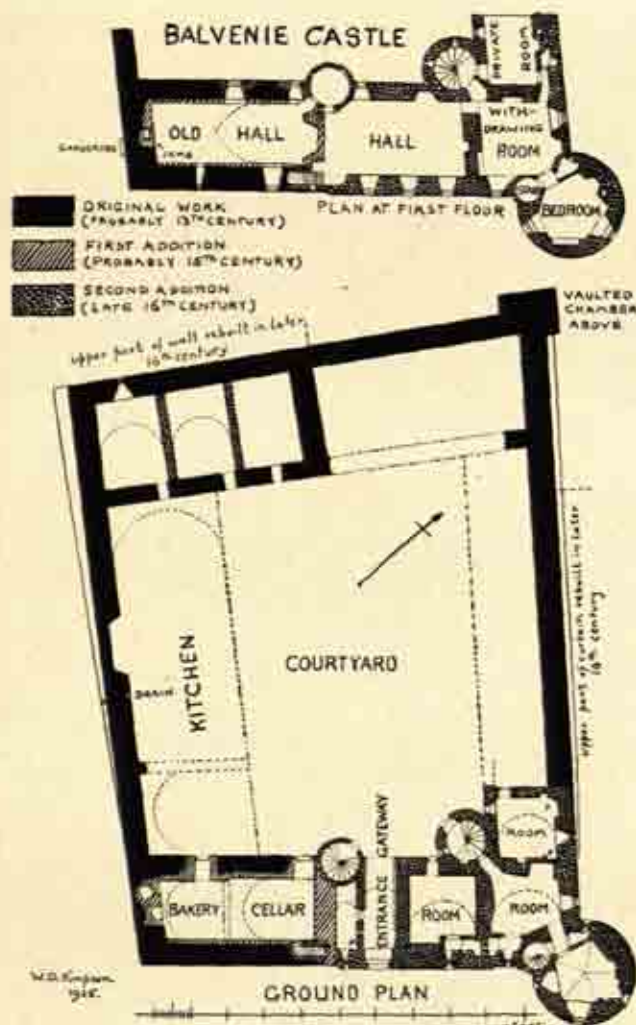 BALVENIE CASTLE
PRIVATE
ROOM
OLD HALL
HALL
WITH-
DRAWING
ROOM
BEDROOM
PLAN AT FIRST FLOOR
ORIGINAL WORK
(PROBABLY 13TH CENTURY)
FIRST ADDITION
(PROBABLY 15TH CENTURY)
SECOND ADDITION
(LATE 16TH CENTURY)
VAULTED
CHAMBER
ABOVE
upper part of wall rebuilt in later
16th century
upper part of curtain rebuilt in later
16th century
COURTYARD
KITCHEN
DRAIN
ENTRANCE GATEWAY
ROOM
BAKERY
CELLAR
ROOM
ROOM
W.D. Simpson
GROUND PLAN